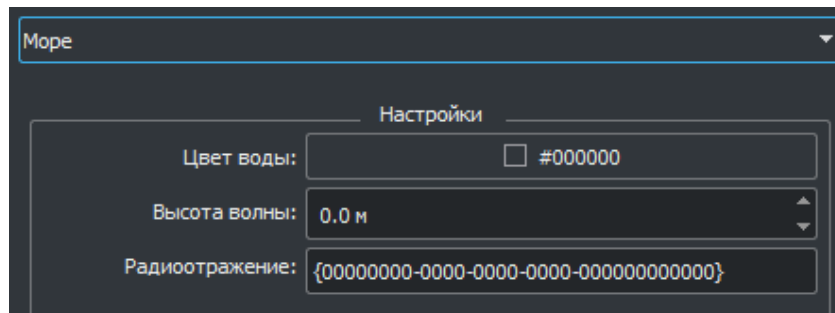 Море
Настройки
Цвет воды: #000000
Высота волны: 0.0 м
Радиоотражение: {00000000-0000-0000-0000-000000000000}